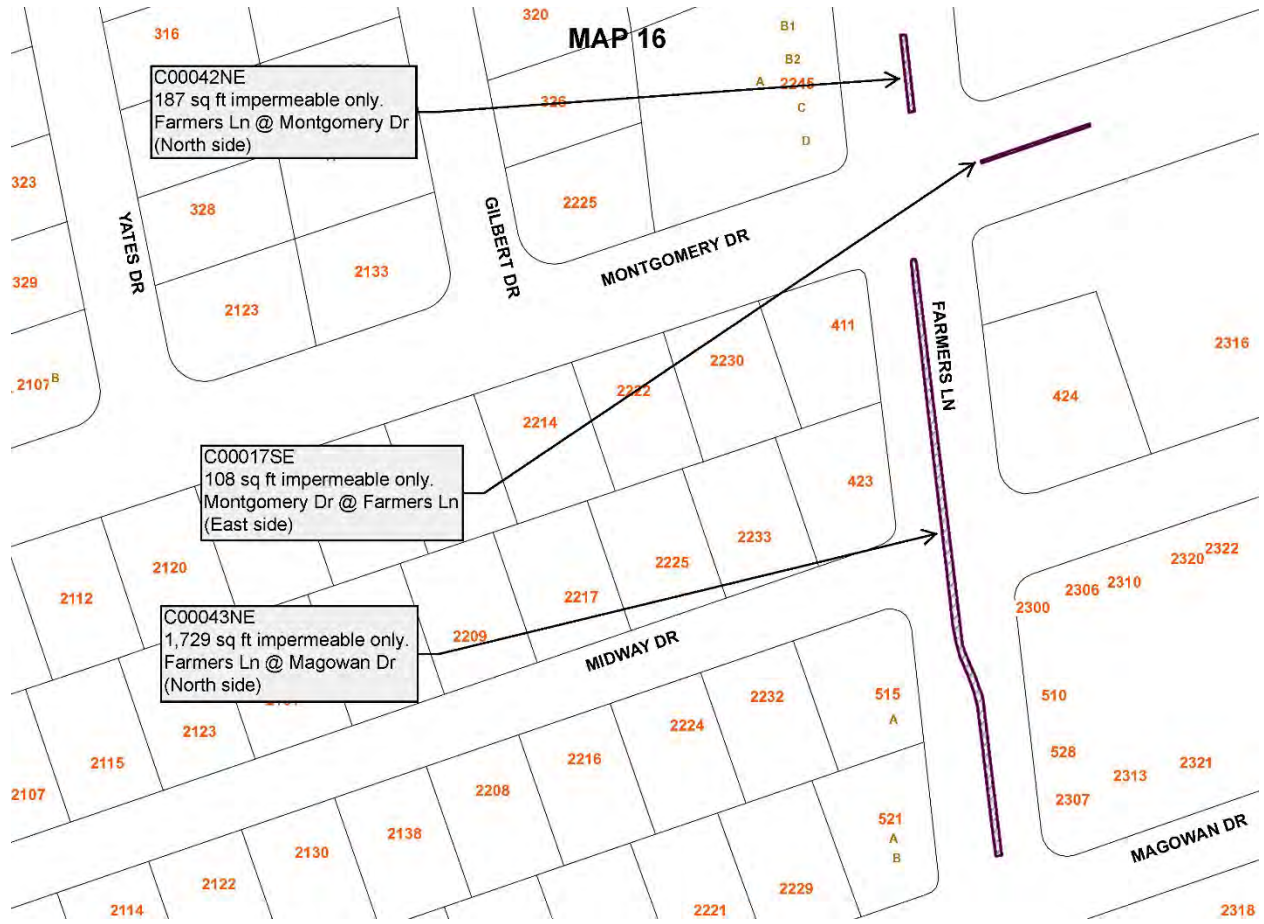 MAP 16
316
320
B1
B2
A
2245
C
D
C00042NE
187 sq ft impermeable only.
Farmers Ln @ Montgomery Dr
(North side)
326
323
328
2225
YATES DR
GILBERT DR
MONTGOMERY DR
329
2133
2123
2107 B
411
FARMERS LN
2316
2230
2222
424
2214
C00017SE
108 sq ft impermeable only.
Montgomery Dr @ Farmers Ln
(East side)
423
2233
2225
2217
2120
2112
2320
2322
2310
2306
2300
C00043NE
1,729 sq ft impermeable only.
Farmers Ln @ Magowan Dr
(North side)
2209
MIDWAY DR
2123
2115
2107
2232
515
A
510
2224
2216
2208
528
2321
2313
2307
521
A
B
2138
2130
2122
2114
MAGOWAN DR
2229
2221
2318